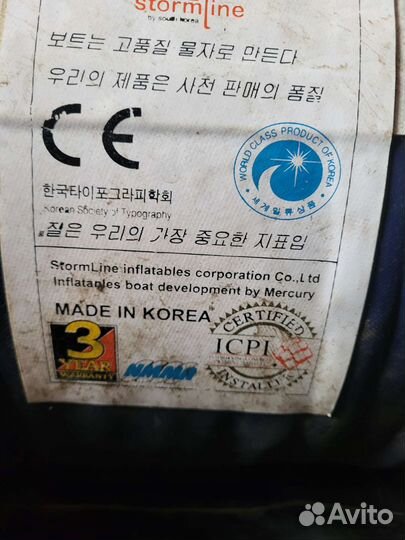 stormline
by south korea
보트는 고품질 물자로 만든다
우리의 제품은 사전 판매의 품질
CE
WORLD CLASS PRODUCT OF KOREA
세계일류상품
한국타이포그라피학회
Korean Society of Typography
질은 우리의 가장 중요한 지표임
StormLine inflatables corporation Co.,Ltd
Inflatables boat development by Mercury
MADE IN KOREA
CERTIFIED
ICPI
INSTALLER
3
YEAR
WARRANTY
NMMA
Avito